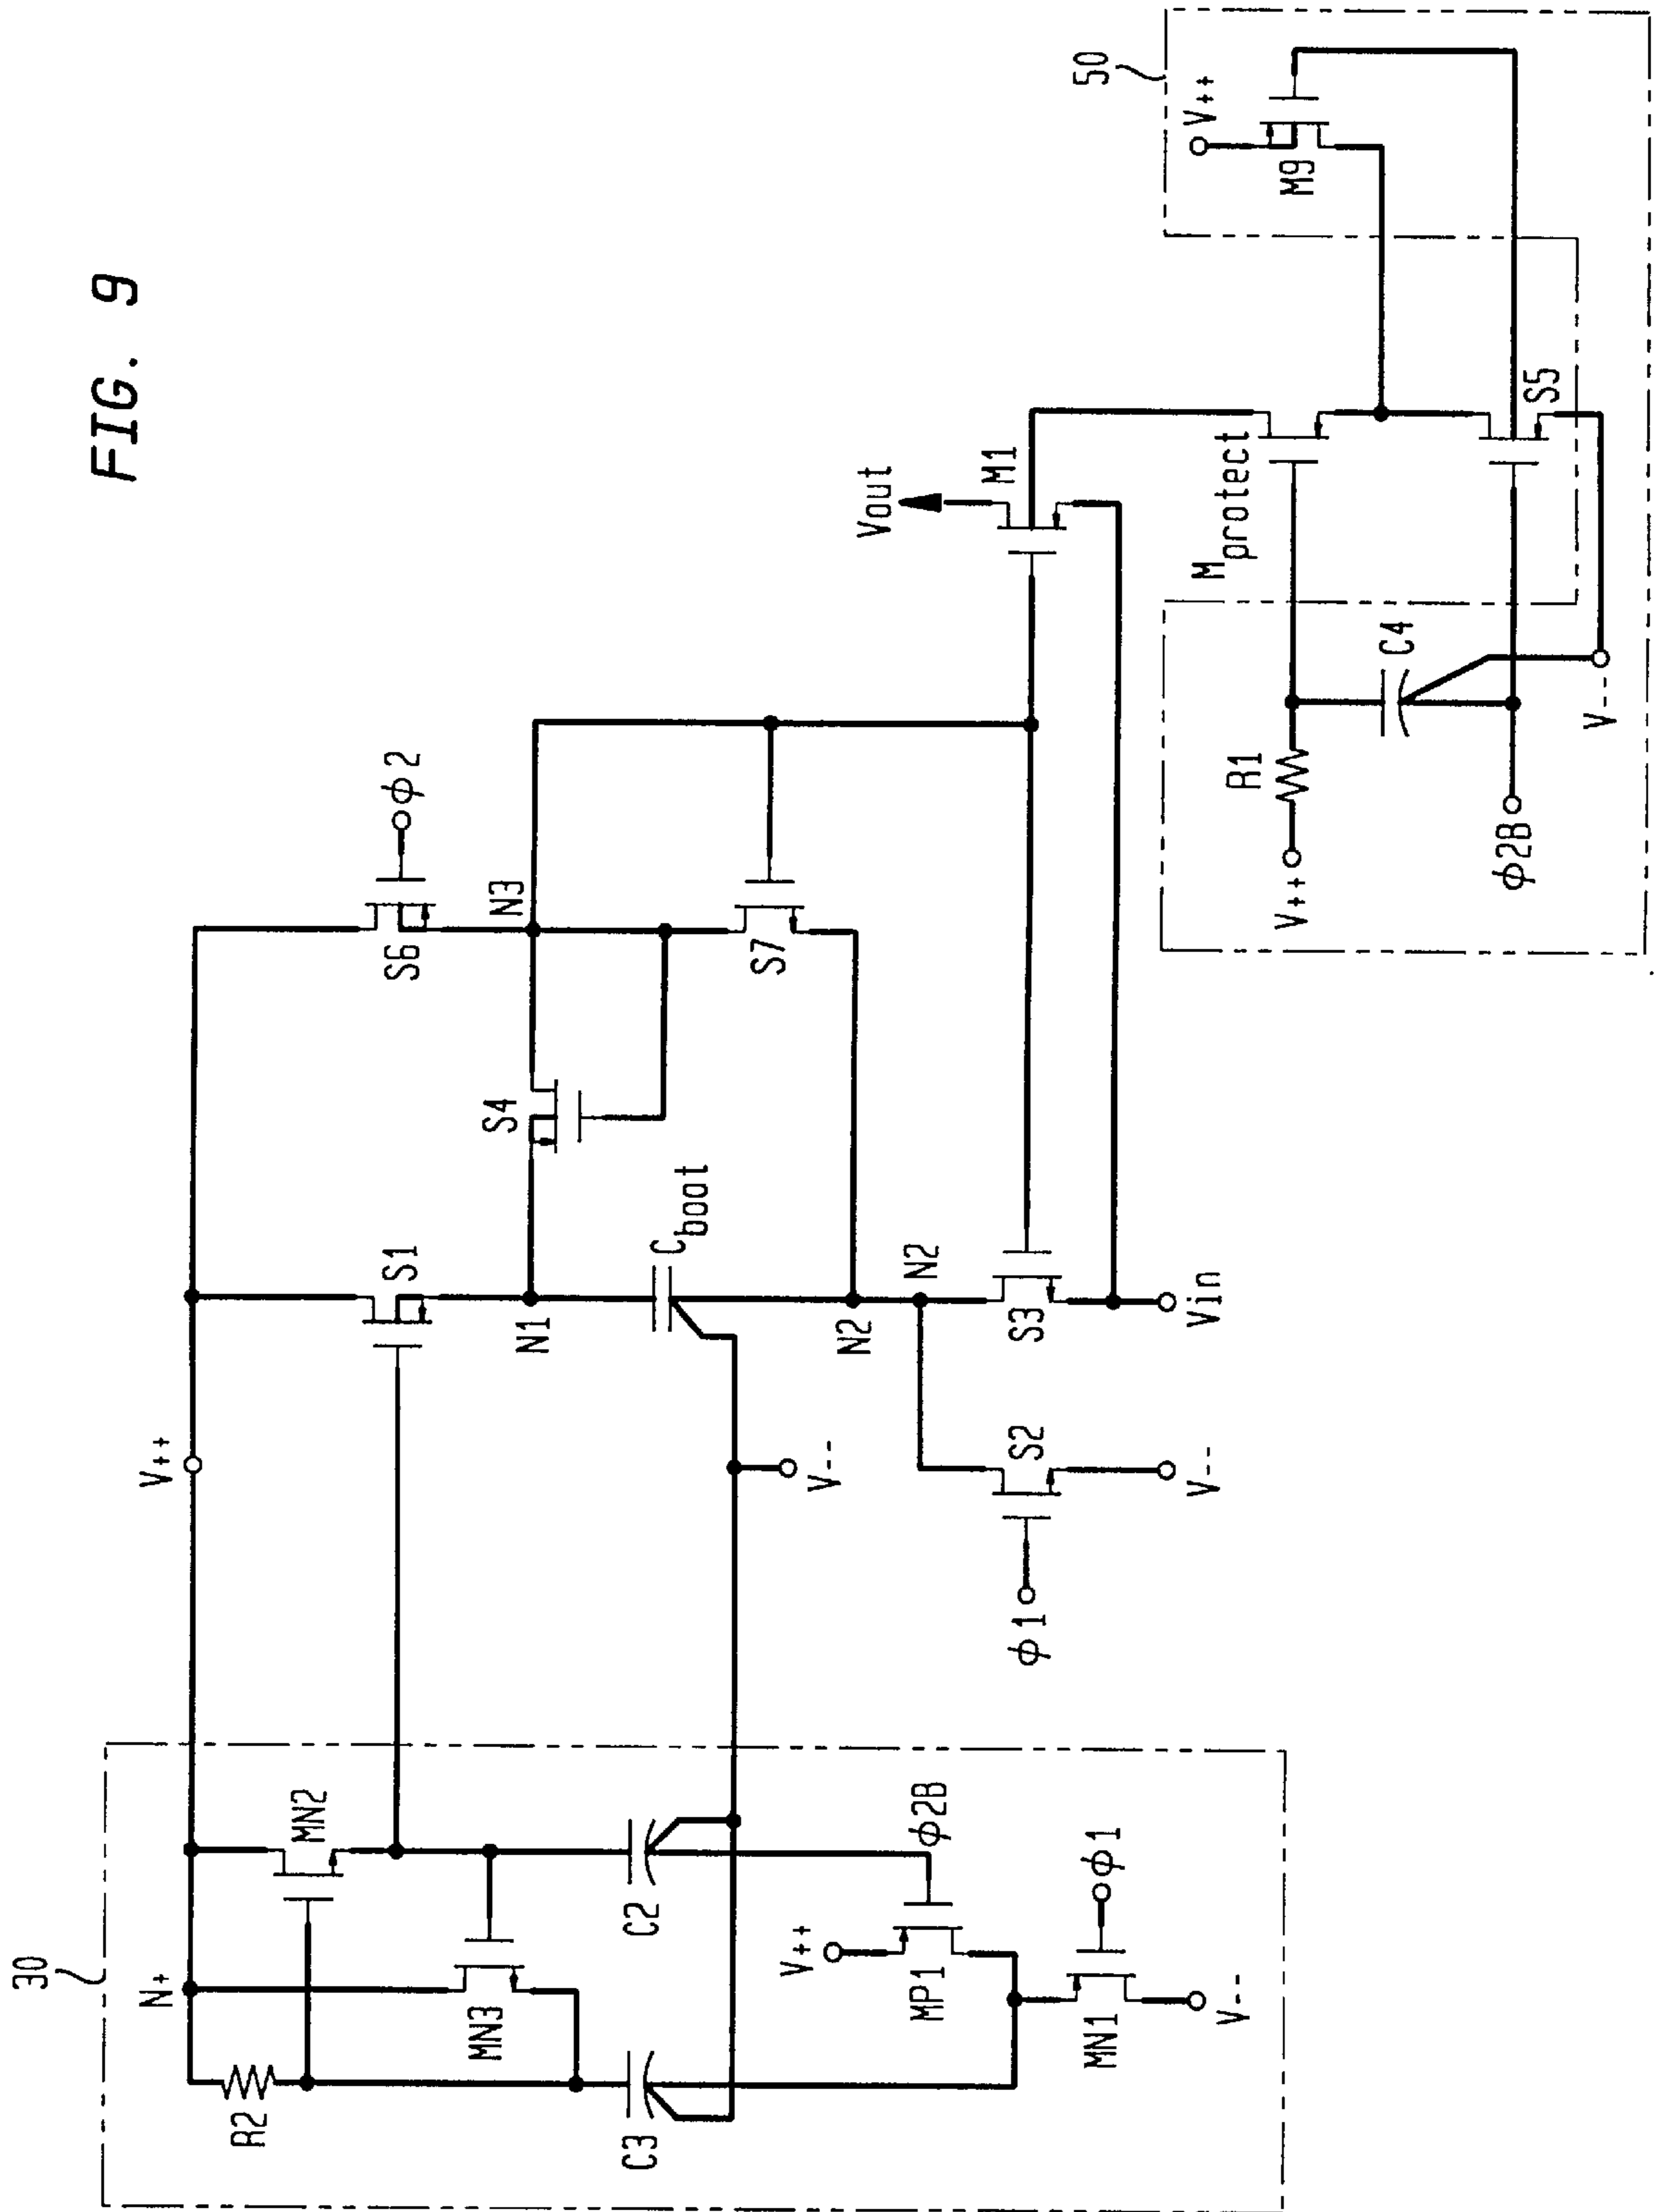 FIG. 9
30
N+
V++
R2
MN2
MN3
C3
C2
ϕ2B
V++
MP1
ϕ1
MN1
V--
S1
N1
Cboot
V--
N2
N2
ϕ1
S2
V--
S3
Vin
S6
ϕ2
N3
S4
S7
Vout
M1
Mprotect
50
V++
M9
S5
R1
V++
C4
ϕ2B
V--